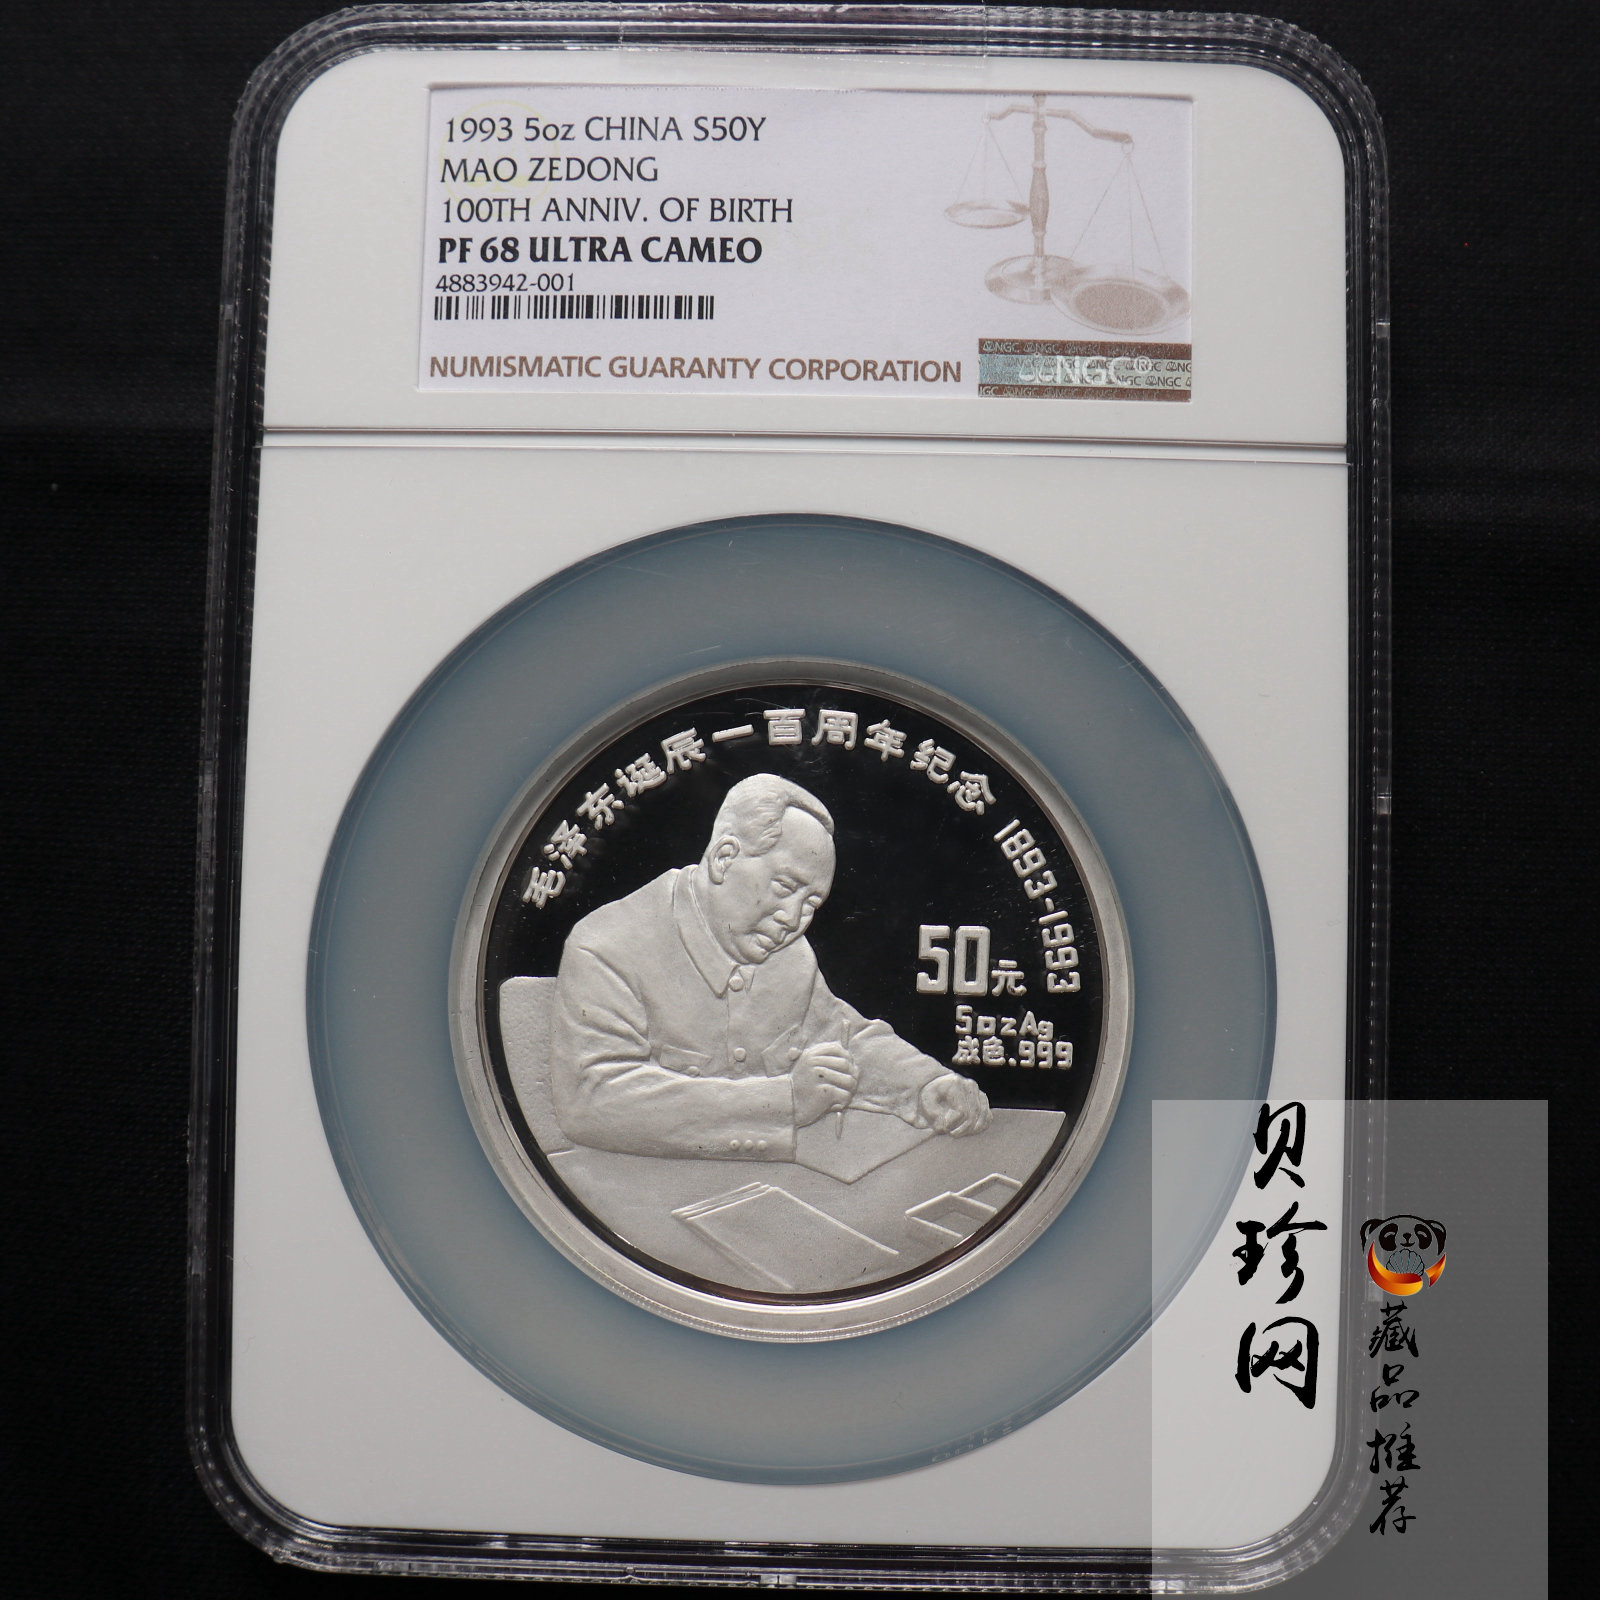 1993 5oz CHINA S50Y
MAO ZEDONG
100TH ANNIV. OF BIRTH
PF 68 ULTRA CAMEO
4883942-001
NUMISMATIC GUARANTY CORPORATION
NGC®
毛泽东诞辰一百周年纪念 1893-1993
50元
5ozAg
成色.999
贝珍网
藏品推荐